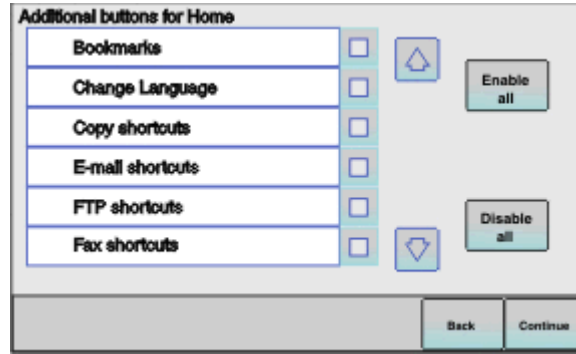 Additional buttons for Home
Bookmarks
Change Language
Copy shortcuts
E-mail shortcuts
FTP shortcuts
Fax shortcuts
Enable
all
Disable
all
Back
Continue